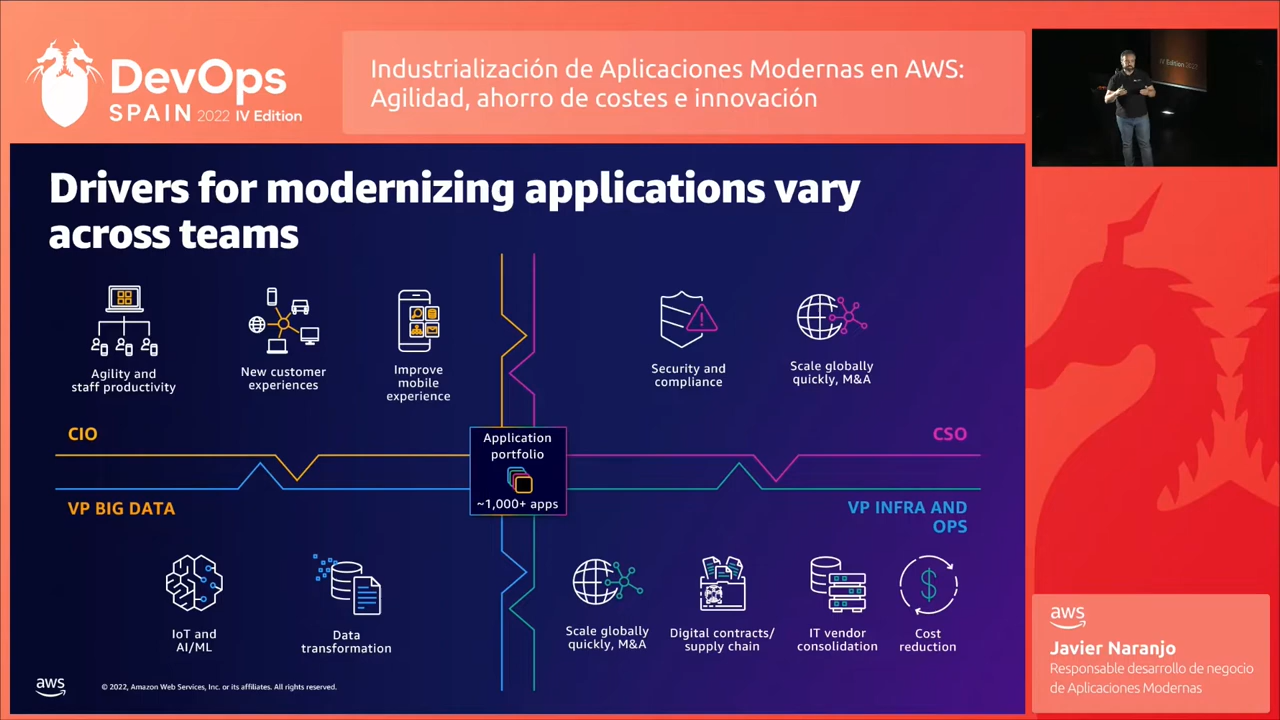 DevOps
SPAIN 2022 IV Edition
Industrialización de Aplicaciones Modernas en AWS:
Agilidad, ahorro de costes e innovación
IV Edition 2022
Drivers for modernizing applications vary
across teams
Agility and
staff productivity
New customer
experiences
Improve
mobile
experience
Security and
compliance
Scale globally
quickly, M&A
CIO
CSO
Application
portfolio
~1,000+ apps
VP BIG DATA
VP INFRA AND
OPS
IoT and
AI/ML
Data
transformation
Scale globally
quickly, M&A
Digital contracts/
supply chain
IT vendor
consolidation
Cost
reduction
aws
© 2022, Amazon Web Services, Inc. or its affiliates. All rights reserved.
aws
Javier Naranjo
Responsable desarrollo de negocio
de Aplicaciones Modernas